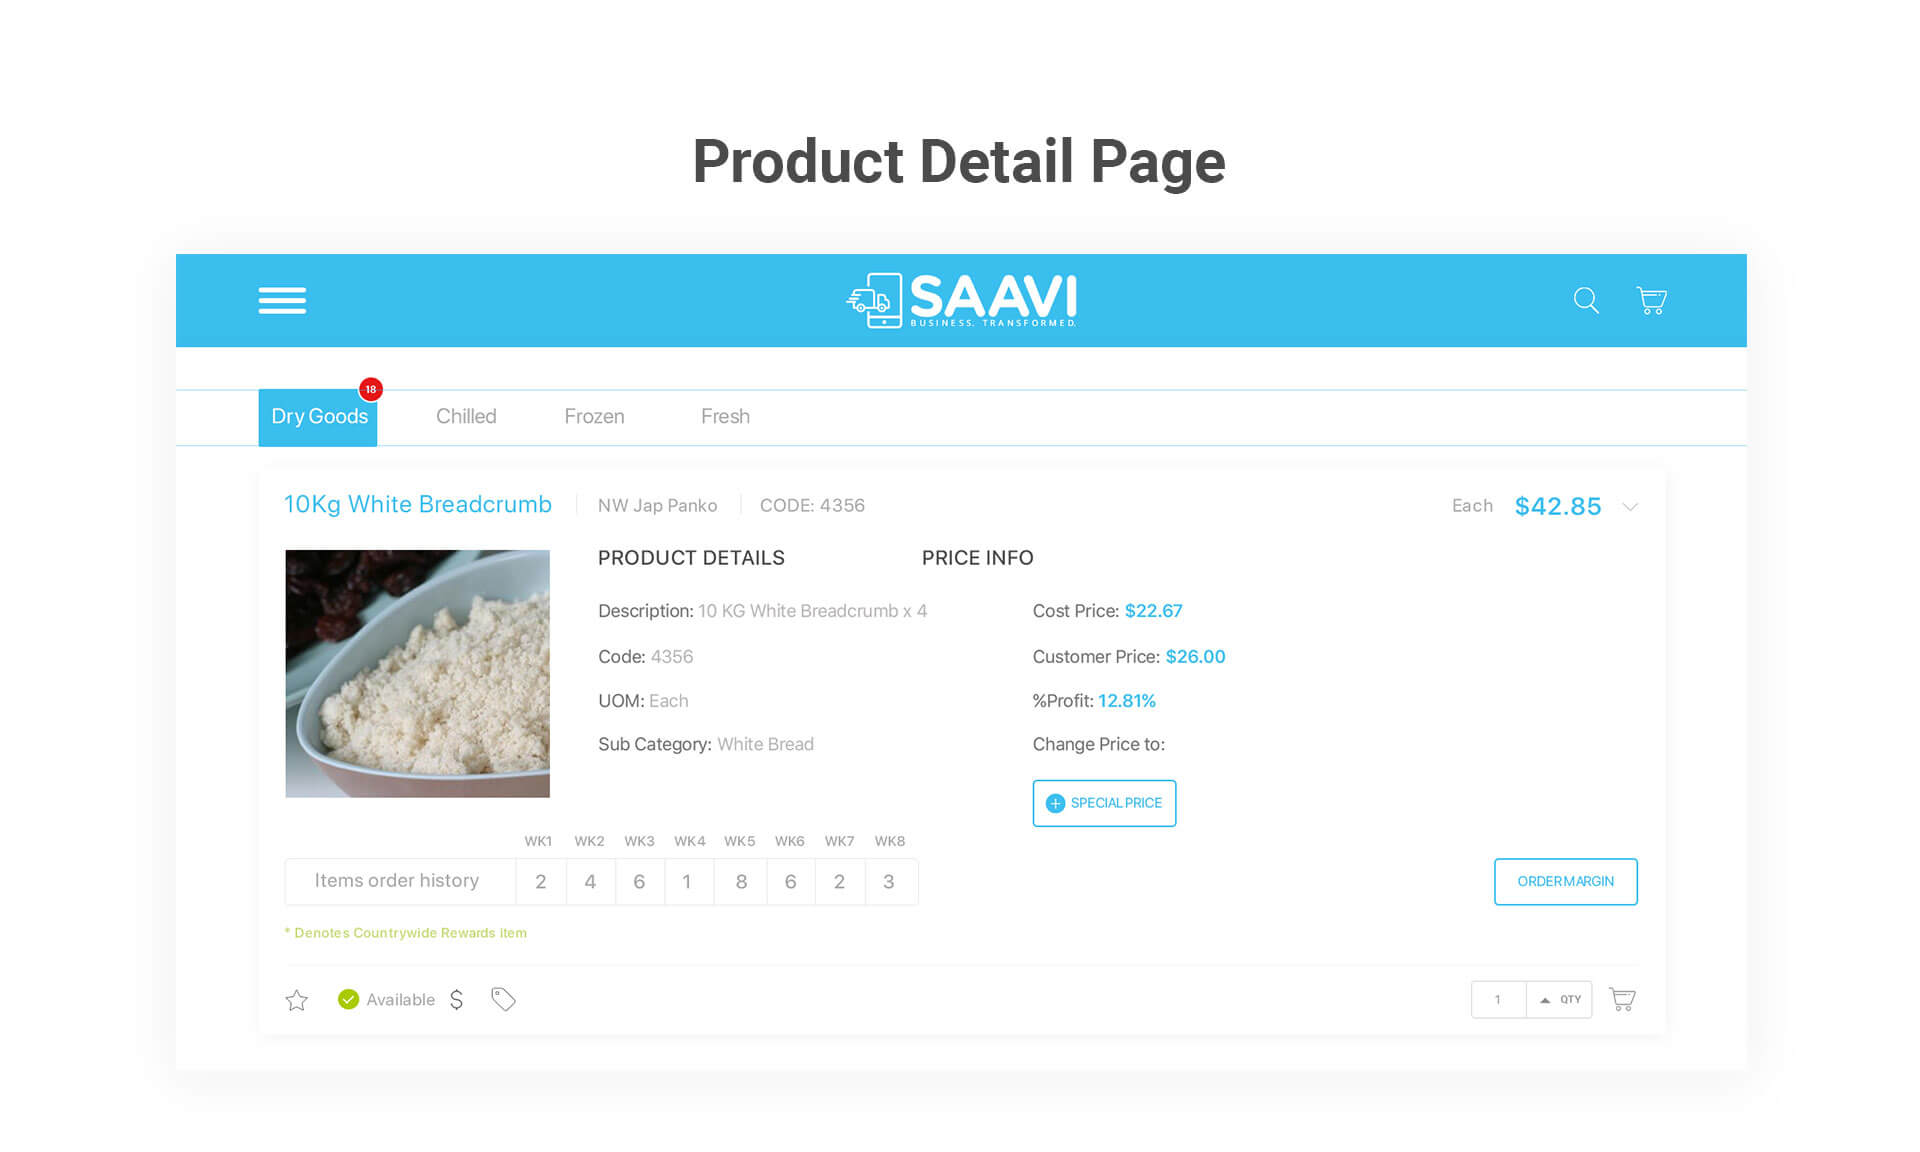 Product Detail Page
SAAVI
BUSINESS. TRANSFORMED.
18
Dry Goods Chilled Frozen Fresh
10Kg White Breadcrumb NW Jap Panko CODE: 4356 Each $42.85
PRODUCT DETAILS PRICE INFO
Description: 10 KG White Breadcrumb x 4 Cost Price: $22.67
Code: 4356 Customer Price: $26.00
UOM: Each %Profit: 12.81%
Sub Category: White Bread Change Price to:
SPECIAL PRICE
WK1 WK2 WK3 WK4 WK5 WK6 WK7 WK8
Items order history 2 4 6 1 8 6 2 3 ORDER MARGIN
* Denotes Countrywide Rewards item
Available $ 1 QTY